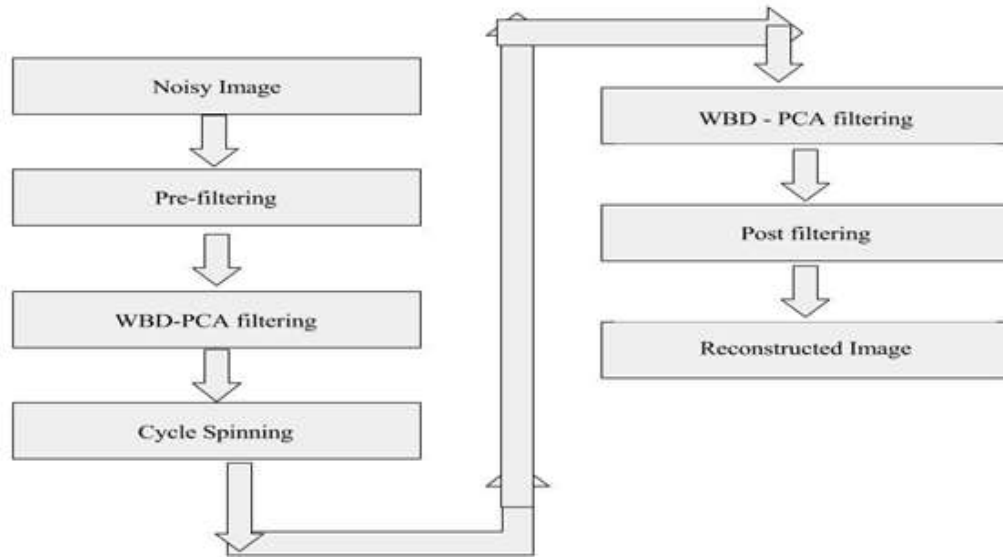 Noisy Image
Pre-filtering
WBD-PCA filtering
Cycle Spinning
WBD - PCA filtering
Post filtering
Reconstructed Image